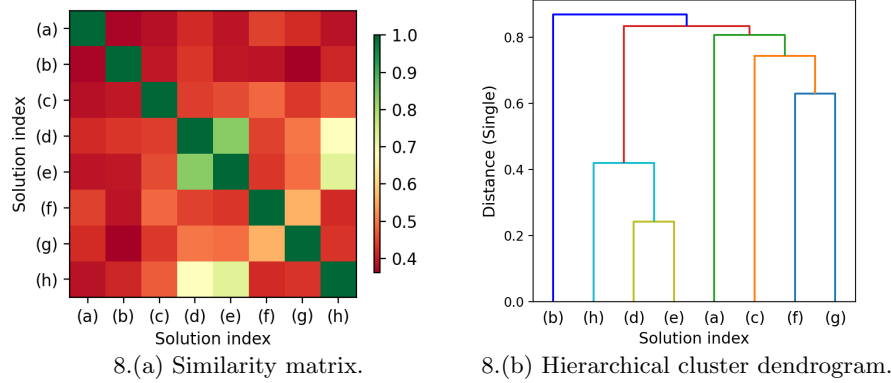 (a)
(b)
(c)
(d)
(e)
(f)
(g)
(h)
Solution index
(a) (b) (c) (d) (e) (f) (g) (h)
Solution index
1.0
0.9
0.8
0.7
0.6
0.5
0.4
8.(a) Similarity matrix.
0.8
0.6
0.4
0.2
0.0
Distance (Single)
(b) (h) (d) (e) (a) (c) (f) (g)
Solution index
8.(b) Hierarchical cluster dendrogram.